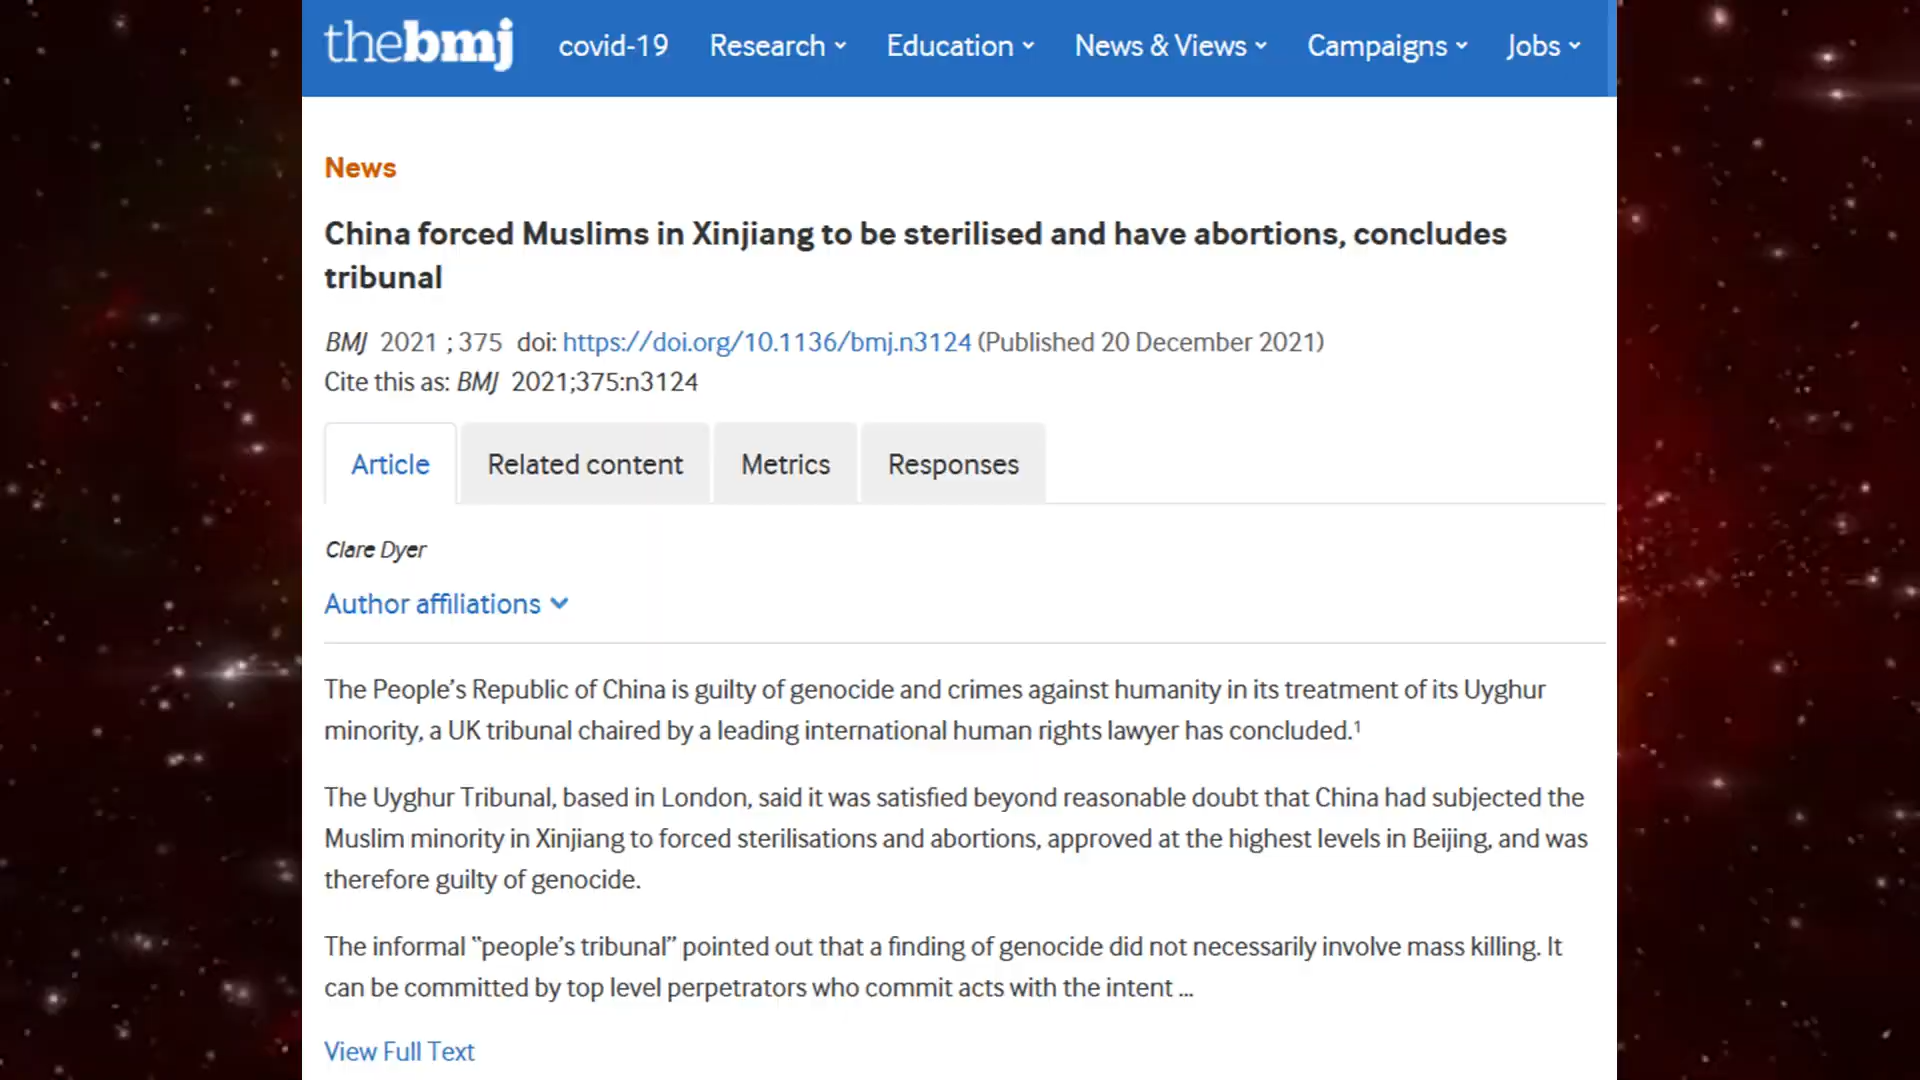 thebmj covid-19 Research Education News & Views Campaigns Jobs
News
China forced Muslims in Xinjiang to be sterilised and have abortions, concludes
tribunal
BMJ 2021 ; 375 doi: https://doi.org/10.1136/bmj.n3124 (Published 20 December 2021)
Cite this as: BMJ 2021;375:n3124
Article Related content Metrics Responses
Clare Dyer
Author affiliations
The People’s Republic of China is guilty of genocide and crimes against humanity in its treatment of its Uyghur
minority, a UK tribunal chaired by a leading international human rights lawyer has concluded.¹
The Uyghur Tribunal, based in London, said it was satisfied beyond reasonable doubt that China had subjected the
Muslim minority in Xinjiang to forced sterilisations and abortions, approved at the highest levels in Beijing, and was
therefore guilty of genocide.
The informal “people’s tribunal” pointed out that a finding of genocide did not necessarily involve mass killing. It
can be committed by top level perpetrators who commit acts with the intent ...
View Full Text